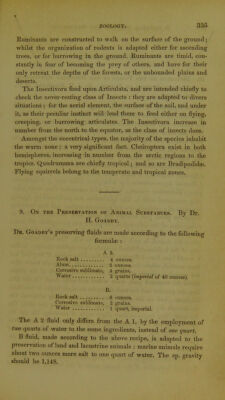 ZOOLOGY. 335
Ruminants are constructed to walk on the surface of the ground;
whilst the organization of rodents is adapted either for ascending
trees, or for burrowing in the ground. Ruminants are timid, con-
stantly in fear of becoming the prey of others, and have for their
only retreat the depths of the forests, or the unbounded plains and
deserts.
The Insectivora feed upon Articulata, and are intended chiefly to
check the never-resting class of Insects: they are adapted to divers
situations; for the aerial element, the surface of the soil, and under
it, as their peculiar instinct will lead them to feed either on flying,
creeping, or burrowing articulates. The Insectivora increase in
number from the north to the equator, as the class of insects does.
Amongst the eccentrical types, the majority of the species inhabit
the warm zone: a very significant fact. Cheiroptera exist in both
hemispheres, increasing in number from the arctic regions to the
tropics. Quadrumana are chiefly tropical; and so are Bradipodidæ.
Flying squirrels belong to the temperate and tropical zones.
9. On the Preservation of Animal Substances. By Dr.
H. Goadby.
Dr. Goadby's preserving fluids are made according to the following
formulæ:
A 2.
Rock salt .......... 4 ounces.
Alum .............. 2 ounces.
Corrosive sublimate, 4 grains.
Water ............. 2 quarts (imperial of 40 ounces).
B.
Rock salt .......... 8 ounces.
Corrosive sublimate, 2 grains.
Water ............ 1 quart, imperial.
The A 2 fluid only differs from the A 1, by the employment of
two quarts of water to the same ingredients, instead of one quart.
B fluid, made according to the above recipe, is adapted to the
preservation of land and lacustrine animals: marine animals require
about two ounces more salt to one quart of water. The sp. gravity
should be 1,148.